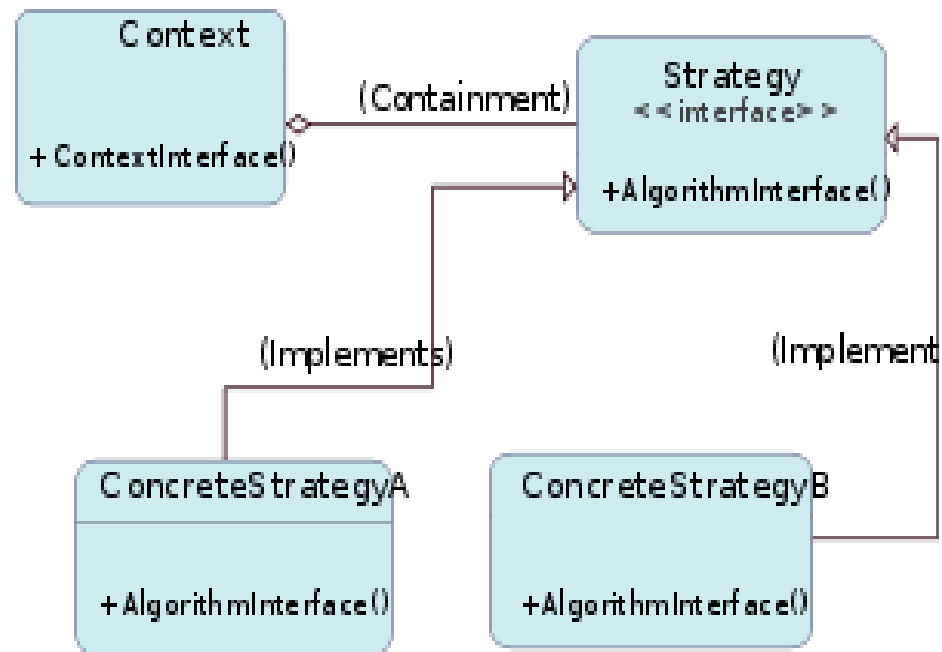 Context
+ ContextInterface()
(Containment)
Strategy
<<interface>>
+AlgorithmInterface()
(Implements)
(Implement
ConcreteStrategyA
+AlgorithmInterface()
ConcreteStrategyB
+AlgorithmInterface()